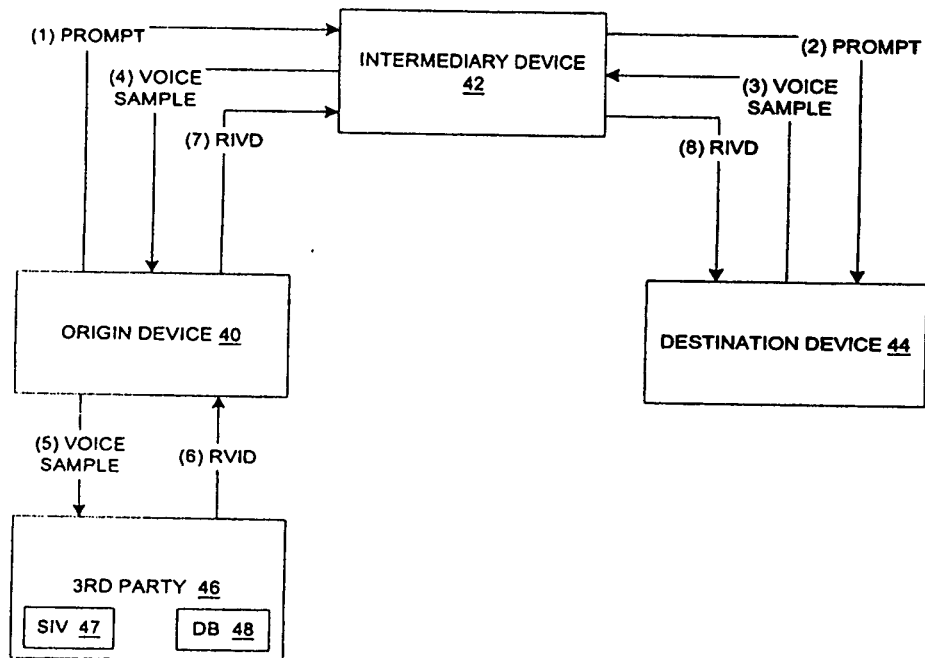 (1) PROMPT
INTERMEDIARY DEVICE
42
(2) PROMPT
(4) VOICE
SAMPLE
(3) VOICE
SAMPLE
(7) RIVD
(8) RIVD
ORIGIN DEVICE 40
DESTINATION DEVICE 44
(5) VOICE
SAMPLE
(6) RVID
3RD PARTY 46
SIV 47
DB 48